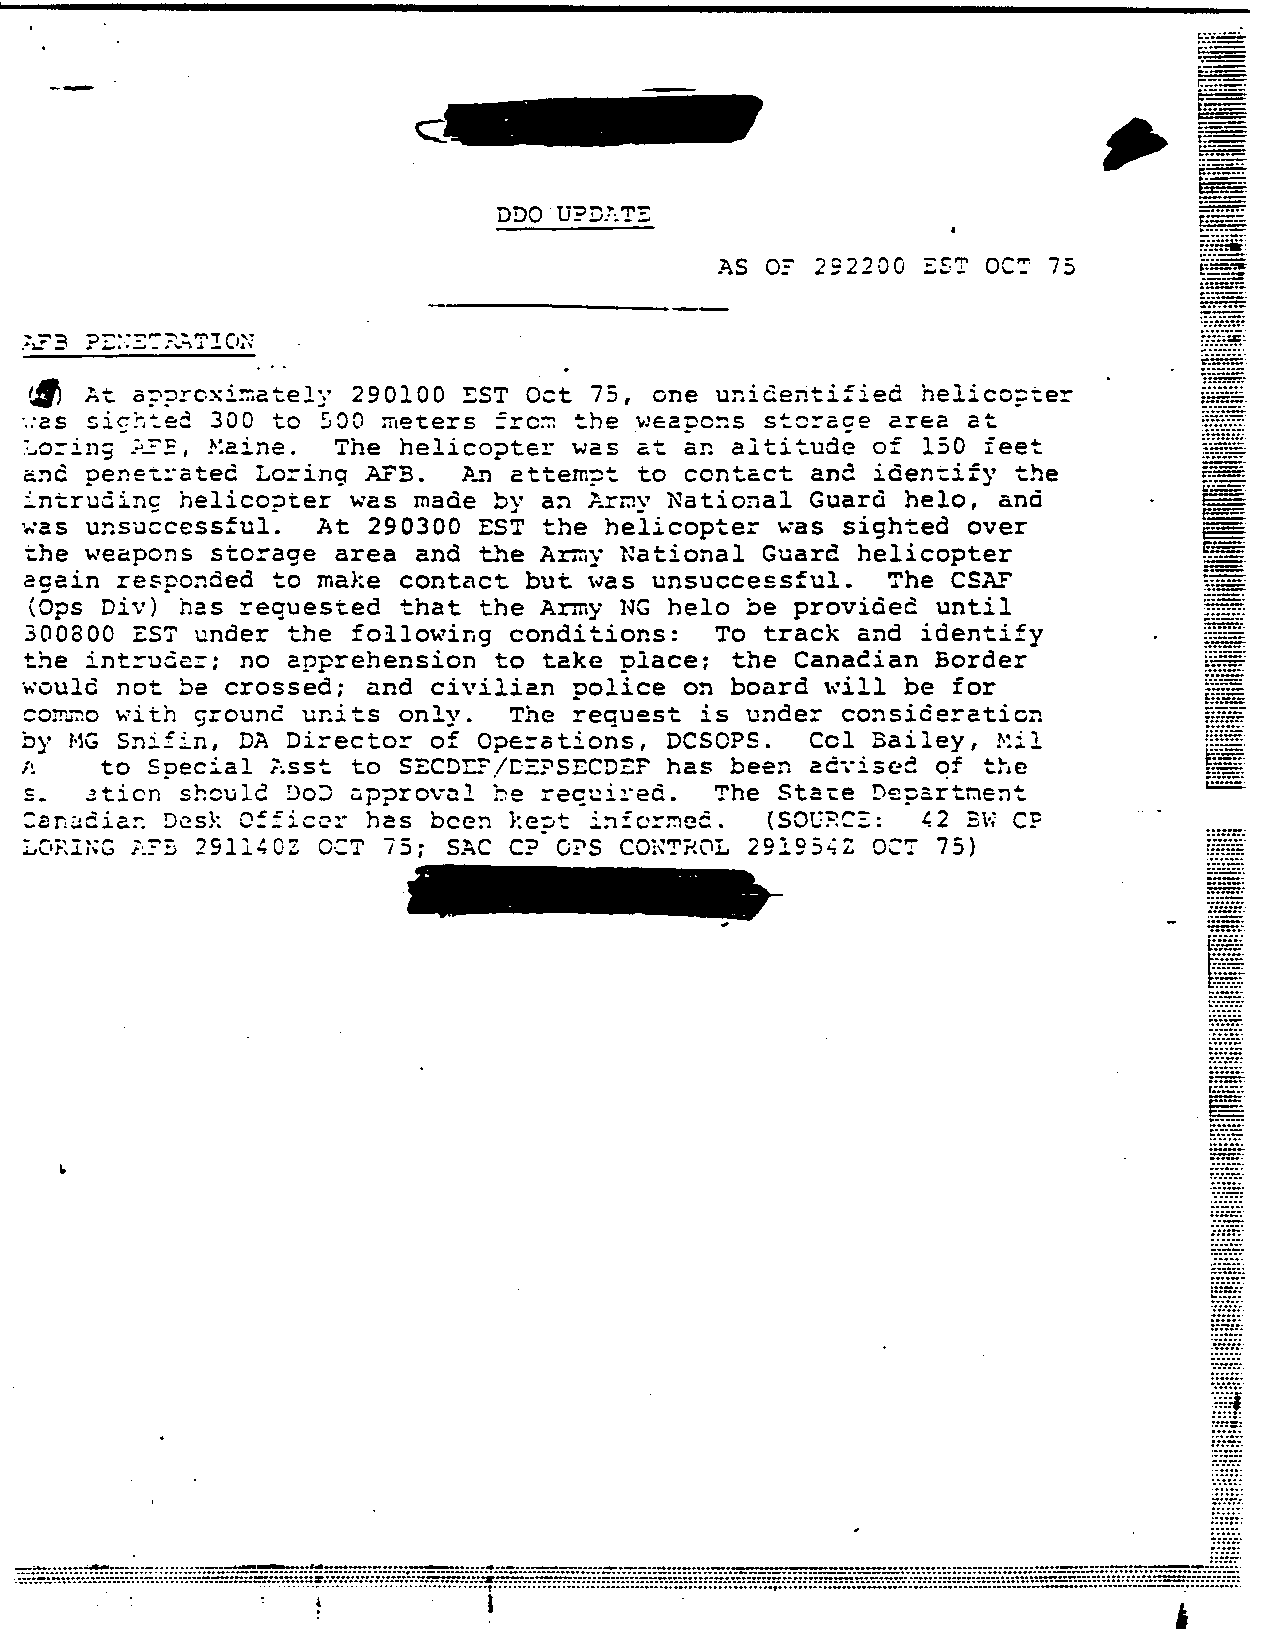 DDO UPDATE
AS OF 292200 EST OCT 75
AFB PENETRATION
At approximately 290100 EST Oct 75, one unidentified helicopter
was sighted 300 to 500 meters from the weapons storage area at
Loring AFB, Maine. The helicopter was at an altitude of 150 feet
and penetrated Loring AFB. An attempt to contact and identify the
intruding helicopter was made by an Army National Guard helo, and
was unsuccessful. At 290300 EST the helicopter was sighted over
the weapons storage area and the Army National Guard helicopter
again responded to make contact but was unsuccessful. The CSAF
(Ops Div) has requested that the Army NG helo be provided until
300800 EST under the following conditions: To track and identify
the intruder; no apprehension to take place; the Canadian Border
would not be crossed; and civilian police on board will be for
commo with ground units only. The request is under consideration
by MG Snifin, DA Director of Operations, DCSOPS. Col Bailey, Mil
to Special Asst to SECDEF/DEPSECDEF has been advised of the
should DoD approval be required. The State Department
Canadian Desk Officer has been kept informed. (SOURCE: 42 BW CP
LORING AFB 291140Z OCT 75; SAC CP OPS CONTROL 291954Z OCT 75)